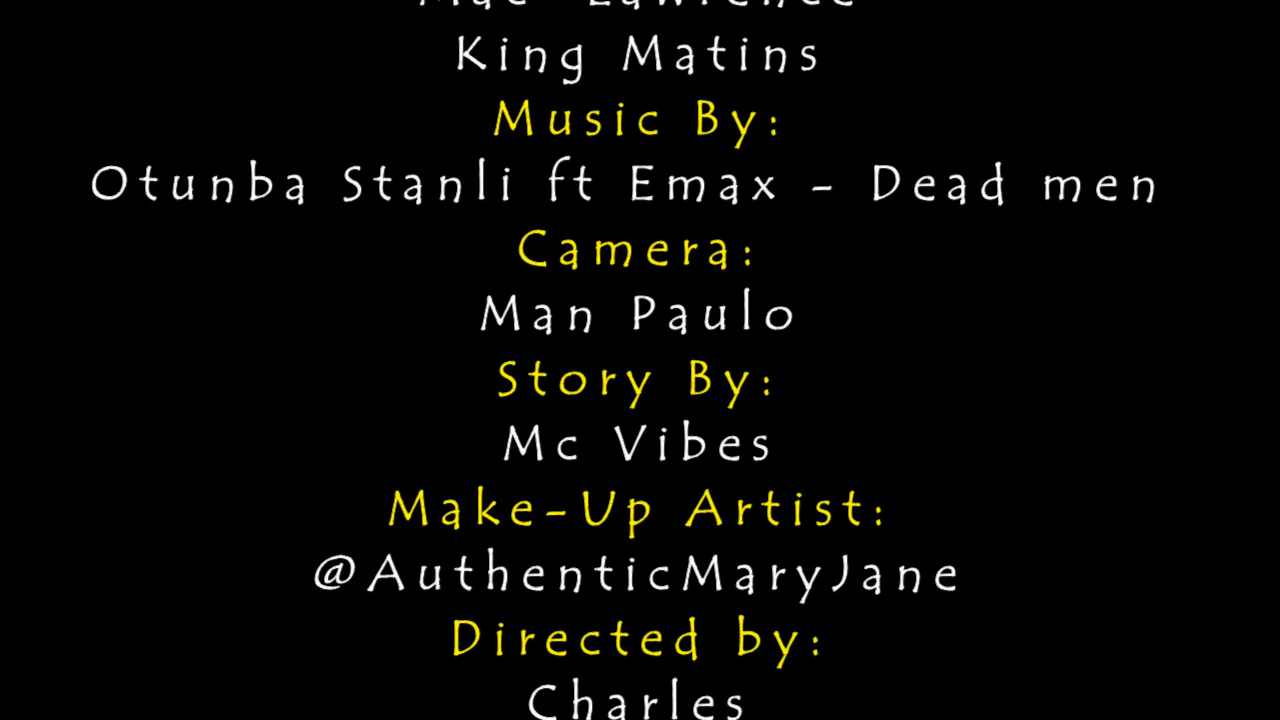 King Matins
Music By:
Otunba Stanli ft Emax - Dead men
Camera:
Man Paulo
Story By:
Mc Vibes
Make-Up Artist:
@AuthenticMaryJane
Directed by:
Charles